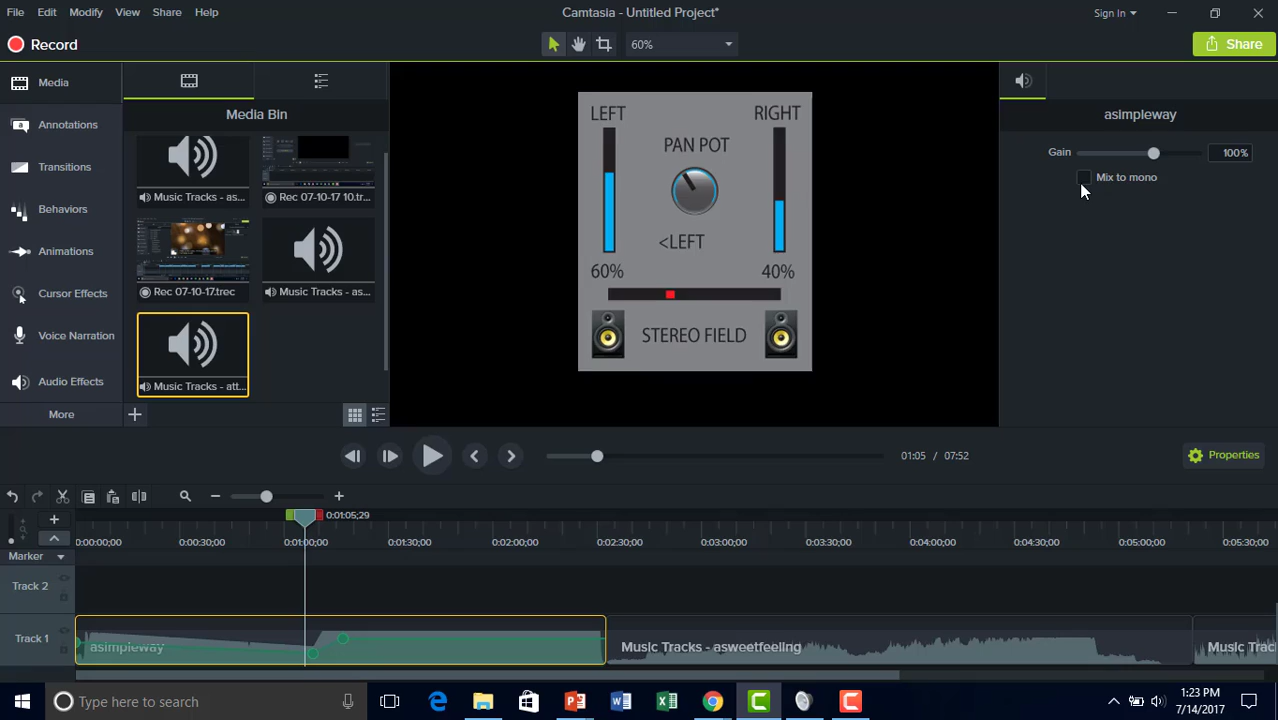 File Edit Modify View Share Help
Camtasia - Untitled Project*
Sign In
Record
60%
Share
Media
Annotations
Transitions
Behaviors
Animations
Cursor Effects
Voice Narration
Audio Effects
More
Media Bin
Music Tracks - as...
Rec 07-10-17 10.tr...
Rec 07-10-17.trec
Music Tracks - as...
Music Tracks - att...
LEFT
RIGHT
PAN POT
<LEFT
60%
40%
STEREO FIELD
asimpleway
Gain
100%
Mix to mono
01:05 / 07:52
Properties
0:01:05;29
0:00:00;00 0:00:30;00 0:01:00;00 0:01:30;00 0:02:00;00 0:02:30;00 0:03:00;00 0:03:30;00 0:04:00;00 0:04:30;00 0:05:00;00 0:05:30;00
Marker
Track 2
Track 1
asimpleway
Music Tracks - asweetfeeling
Music Trac
Type here to search
1:23 PM
7/14/2017